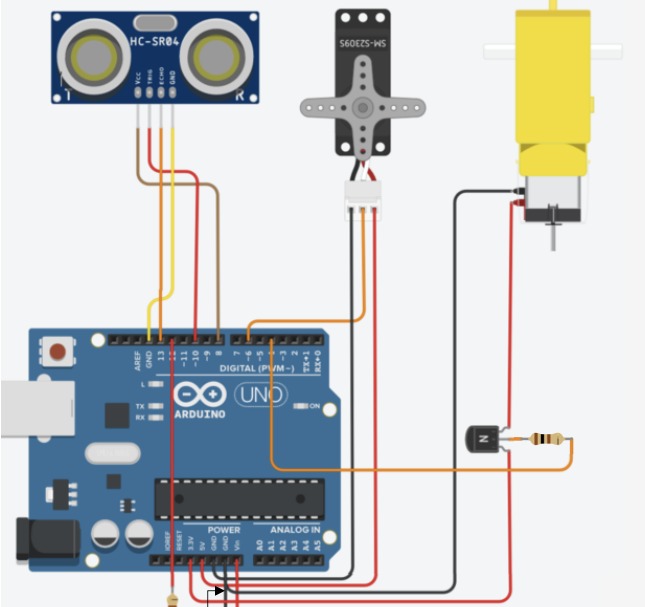 HC-SR04
Vcc
TRIG
ECHO
GND
T
R
SM-S2309S
AREF
GND
13
~11
~10
~9
8
7
~6
~5
~3
2
TX→1
RX←0
DIGITAL (PWM~)
L
TX
RX
ARDUINO
UNO
ON
N
IOREF
RESET
3.3V
5V
GND
GND
Vin
POWER
ANALOG IN
A0
A1
A2
A3
A4
A5